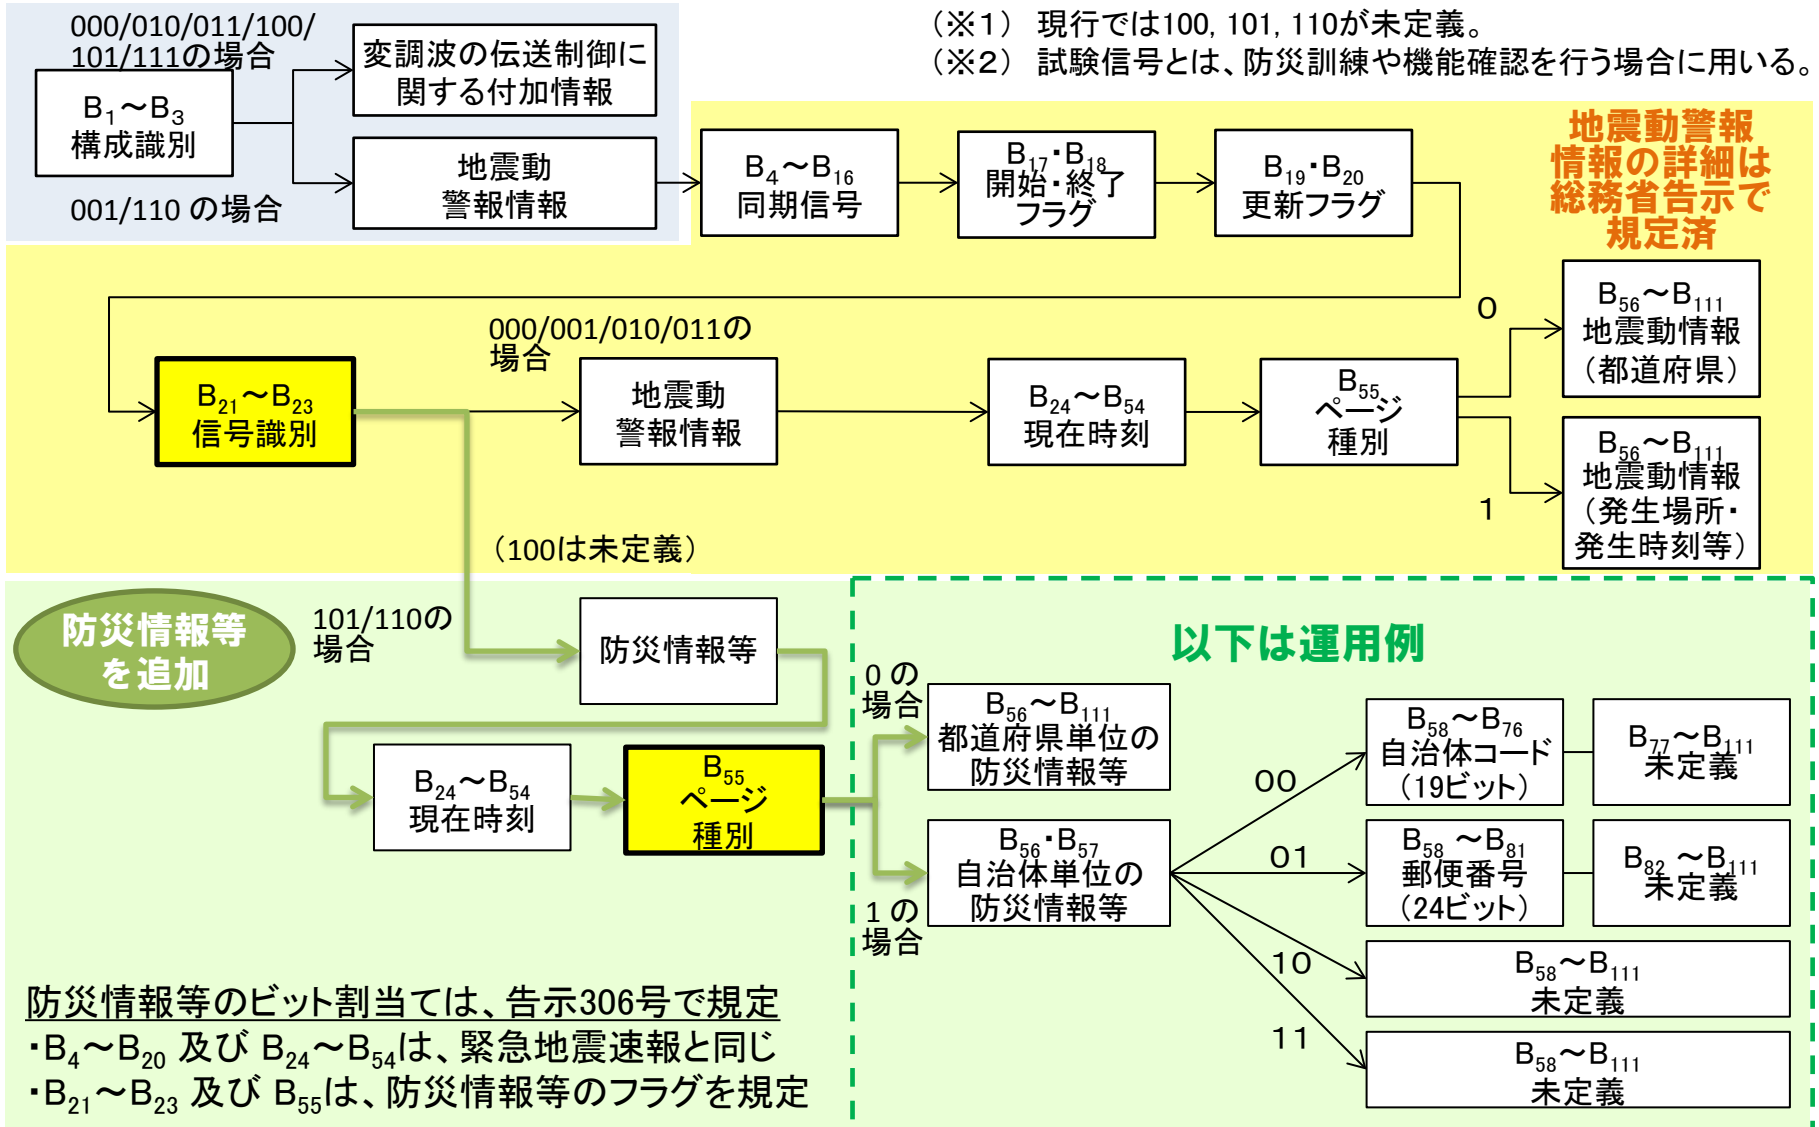 000/010/011/100/
101/111の場合
B1～B3
構成識別
001/110 の場合
変調波の伝送制御に
関する付加情報
地震動
警報情報
（※1） 現行では100, 101, 110が未定義。
（※2） 試験信号とは、防災訓練や機能確認を行う場合に用いる。
B4～B16
同期信号
B17・B18
開始・終了
フラグ
B19・B20
更新フラグ
地震動警報
情報の詳細は
総務省告示で
規定済
B21～B23
信号識別
000/001/010/011の
場合
地震動
警報情報
B24～B54
現在時刻
B55
ページ
種別
0
B56～B111
地震動情報
（都道府県）
1
B56～B111
地震動情報
（発生場所・
発生時刻等）
（100は未定義）
防災情報等
を追加
101/110の
場合
防災情報等
B24～B54
現在時刻
B55
ページ
種別
以下は運用例
0 の
場合
B56～B111
都道府県単位の
防災情報等
1 の
場合
B56・B57
自治体単位の
防災情報等
00
B58～B76
自治体コード
（19ビット）
B77～B111
未定義
01
B58 ～B81
郵便番号
（24ビット）
B82 ～B111
未定義
10
B58～B111
未定義
11
B58～B111
未定義
防災情報等のビット割当ては、告示306号で規定
・B4～B20 及び B24～B54は、緊急地震速報と同じ
・B21～B23 及び B55は、防災情報等のフラグを規定